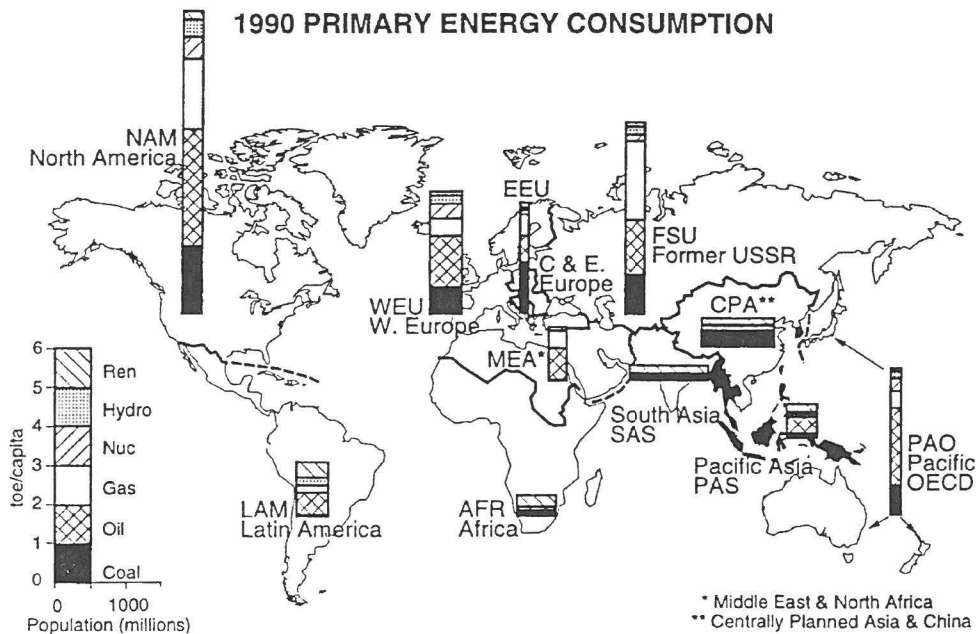 1990 PRIMARY ENERGY CONSUMPTION
NAM
North America
EEU
C & E.
Europe
FSU
Former USSR
WEU
W. Europe
CPA**
MEA*
South Asia
SAS
Pacific Asia
PAS
PAO
Pacific
OECD
LAM
Latin America
AFR
Africa
toe/capita
6
5
4
3
2
1
0
Ren
Hydro
Nuc
Gas
Oil
Coal
0 1000
Population (millions)
* Middle East & North Africa
** Centrally Planned Asia & China